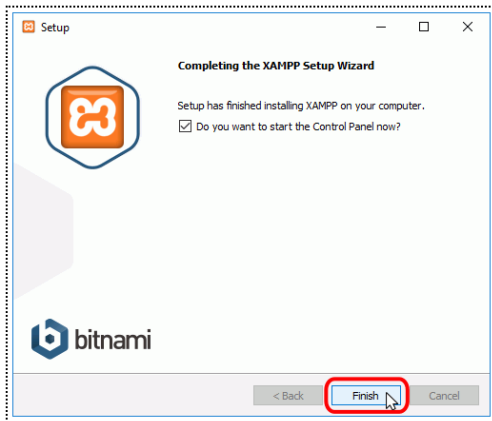 Setup
Completing the XAMPP Setup Wizard
Setup has finished installing XAMPP on your computer.
Do you want to start the Control Panel now?
bitnami
< Back Finish Cancel